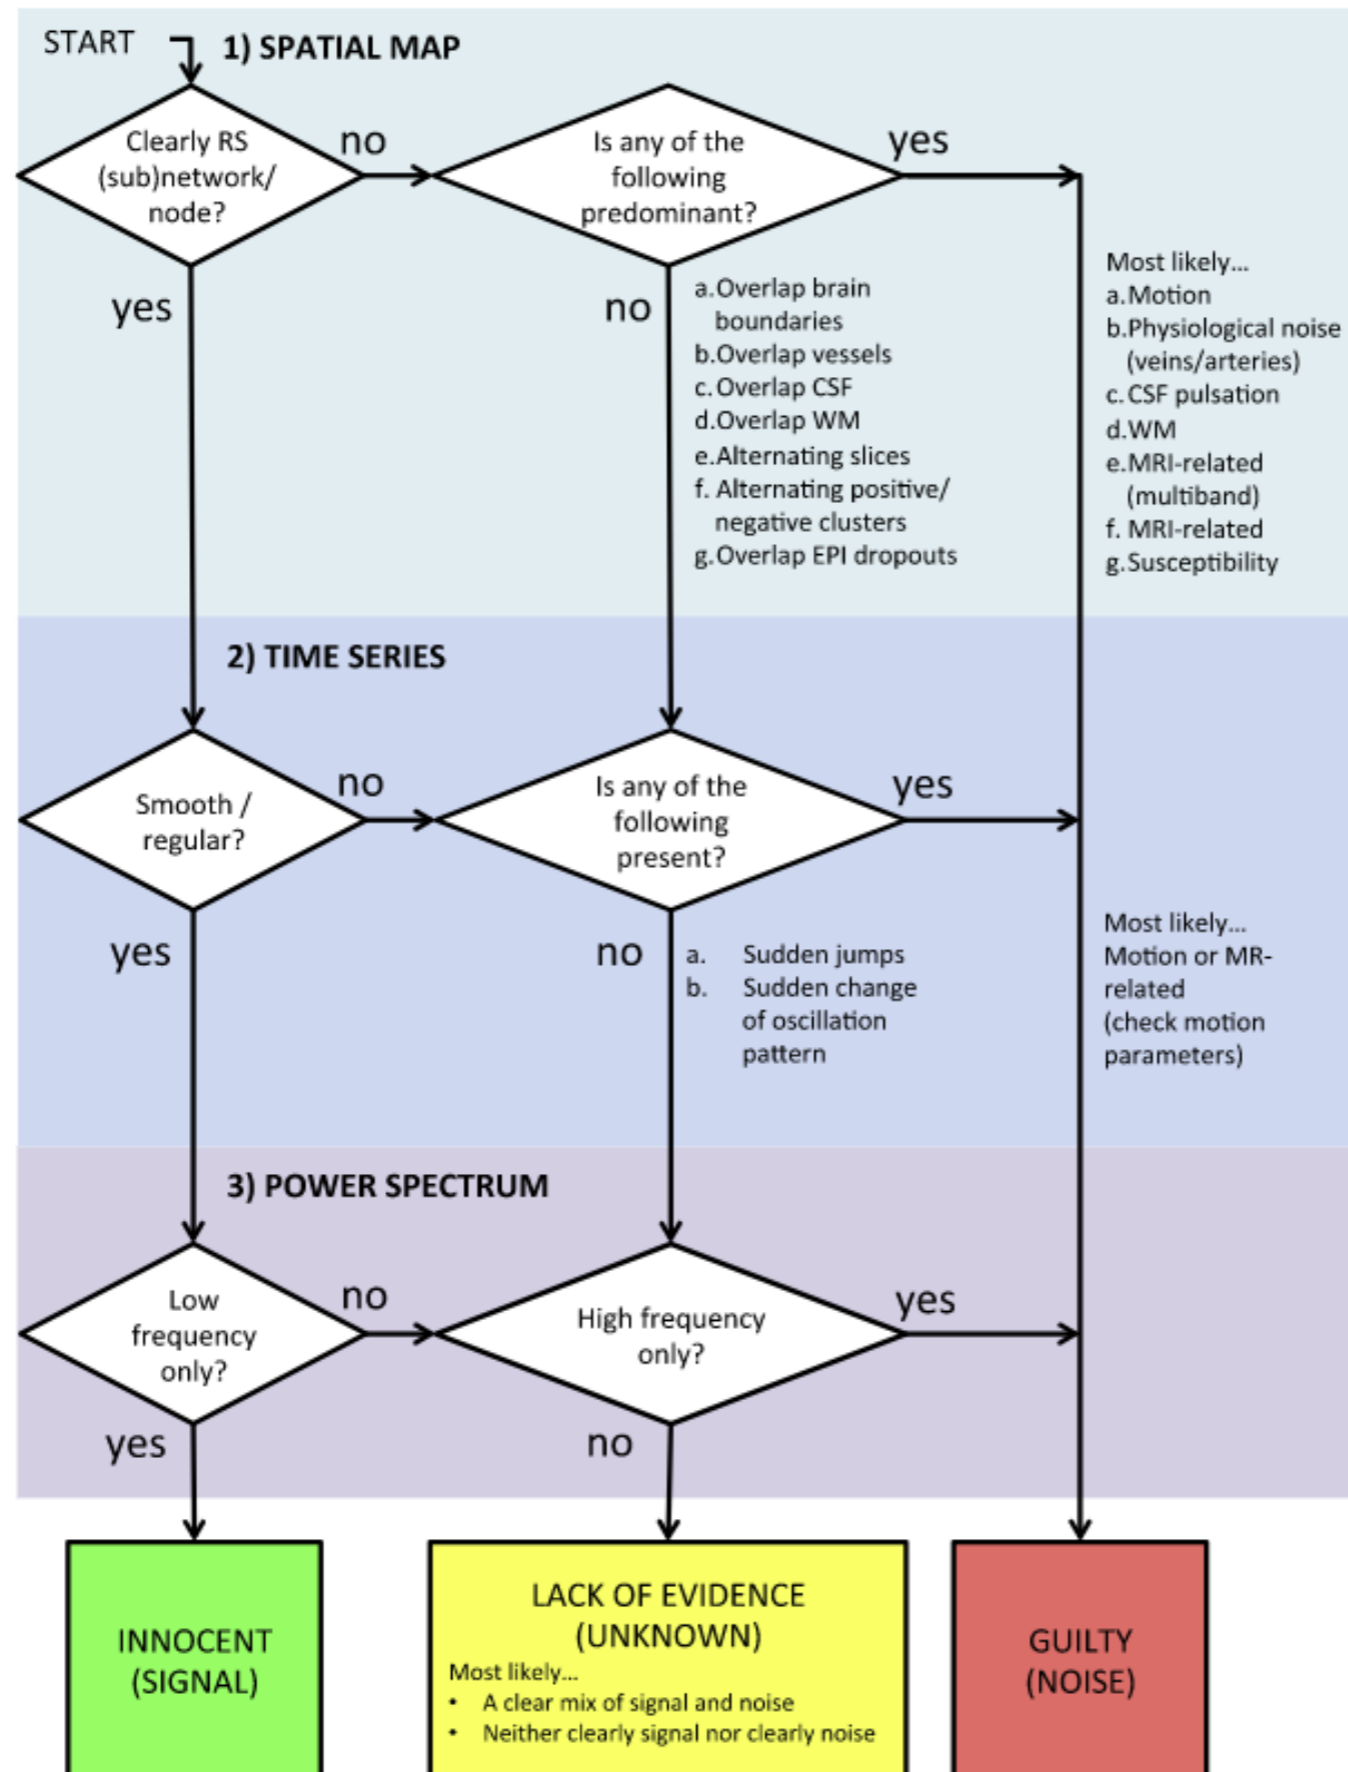 START
1) SPATIAL MAP
Clearly RS
(sub)network/
node?
no
Is any of the
following
predominant?
yes
yes
no
a.Overlap brain
boundaries
b.Overlap vessels
c. Overlap CSF
d.Overlap WM
e.Alternating slices
f. Alternating positive/
negative clusters
g.Overlap EPI dropouts
Most likely...
a.Motion
b.Physiological noise
(veins/arteries)
c. CSF pulsation
d.WM
e.MRI-related
(multiband)
f. MRI-related
g.Susceptibility
2) TIME SERIES
Smooth /
regular?
no
Is any of the
following
present?
yes
yes
no
a. Sudden jumps
b. Sudden change
of oscillation
pattern
Most likely...
Motion or MR-
related
(check motion
parameters)
3) POWER SPECTRUM
Low
frequency
only?
no
High frequency
only?
yes
yes
no
INNOCENT
(SIGNAL)
LACK OF EVIDENCE
(UNKNOWN)
Most likely...
• A clear mix of signal and noise
• Neither clearly signal nor clearly noise
GUILTY
(NOISE)